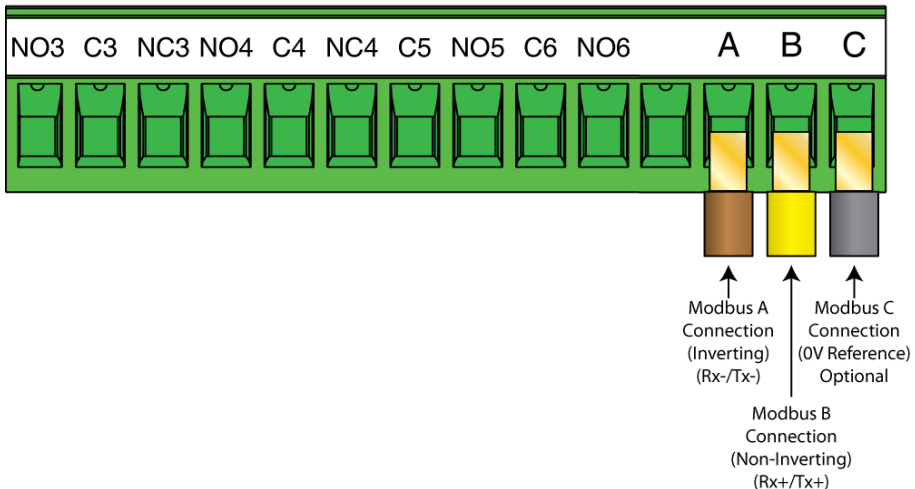 NO3 C3 NC3 NO4 C4 NC4 C5 NO5 C6 NO6 A B C
Modbus A
Connection
(Inverting)
(Rx-/Tx-)
Modbus C
Connection
(0V Reference)
Optional
Modbus B
Connection
(Non-Inverting)
(Rx+/Tx+)